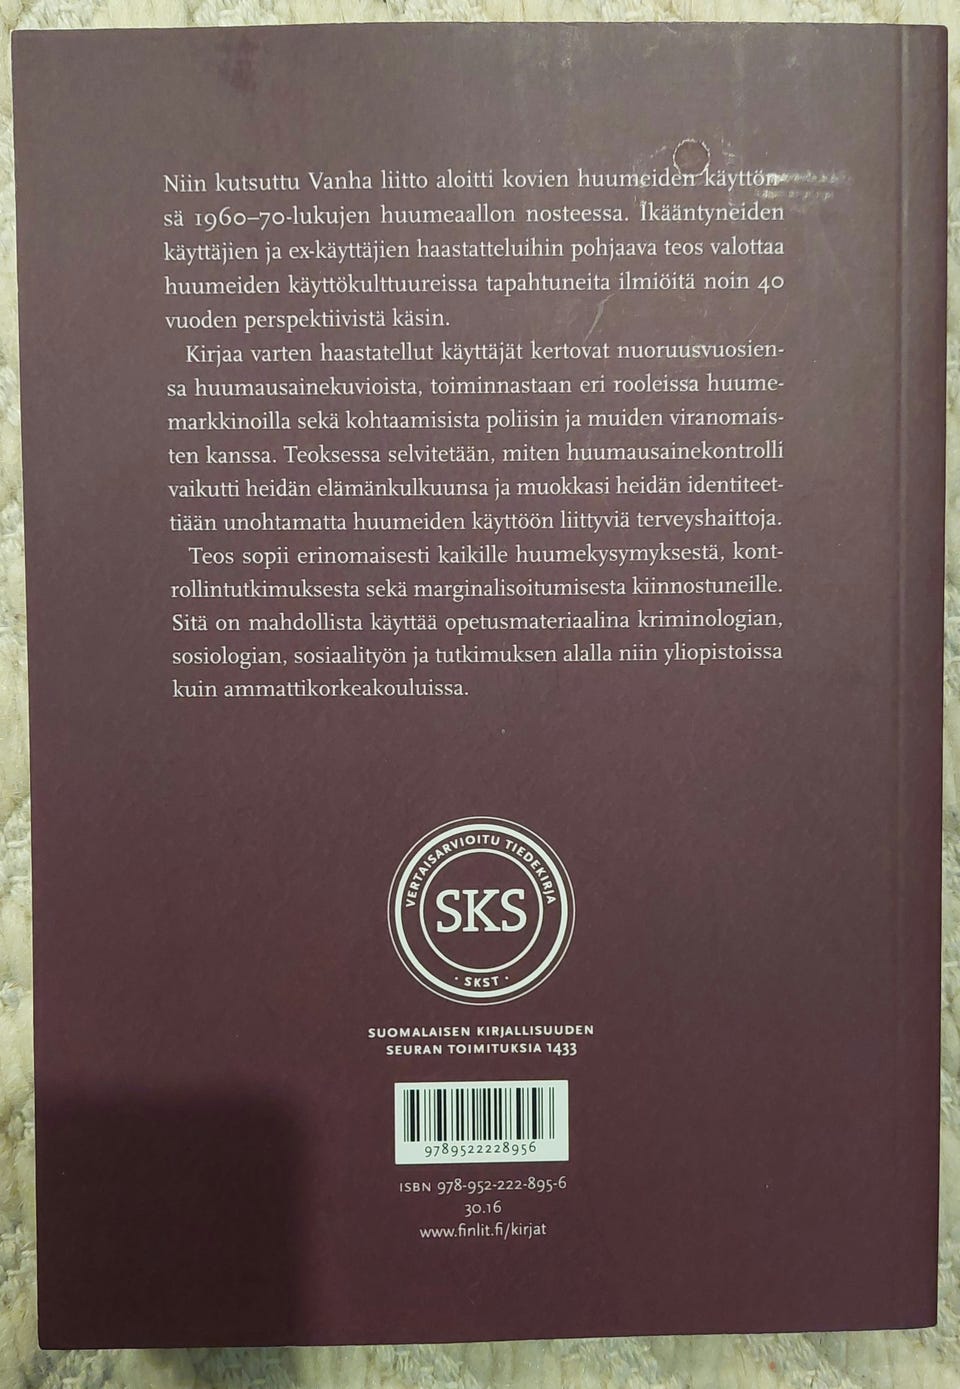 Niin kutsuttu Vanha liitto aloitti kovien huumeiden käyttön-
sä 1960–70-lukujen huumeaallon nosteessa. Ikääntyneiden
käyttäjien ja ex-käyttäjien haastatteluihin pohjaava teos valottaa
huumeiden käyttökulttuureissa tapahtuneita ilmiöitä noin 40
vuoden perspektiivistä käsin.
Kirjaa varten haastatellut käyttäjät kertovat nuoruusvuosien-
sa huumausainekuvioista, toiminnastaan eri rooleissa huume-
markkinoilla sekä kohtaamisista poliisin ja muiden viranomais-
ten kanssa. Teoksessa selvitetään, miten huumausainekontrolli
vaikutti heidän elämänkulkuunsa ja muokkasi heidän identiteet-
tiään unohtamatta huumeiden käyttöön liittyviä terveyshaittoja.
Teos sopii erinomaisesti kaikille huumekysymyksestä, kont-
rollintutkimuksesta sekä marginalisoitumisesta kiinnostuneille.
Sitä on mahdollista käyttää opetusmateriaalina kriminologian,
sosiologian, sosiaalityön ja tutkimuksen alalla niin yliopistoissa
kuin ammattikorkeakouluissa.
VERTAISARVIOITU TIEDEKIRJA
SKS
· SKST ·
SUOMALAISEN KIRJALLISUUDEN
SEURAN TOIMITUKSIA 1433
9789522228956
ISBN 978-952-222-895-6
30.16
www.finlit.fi/kirjat